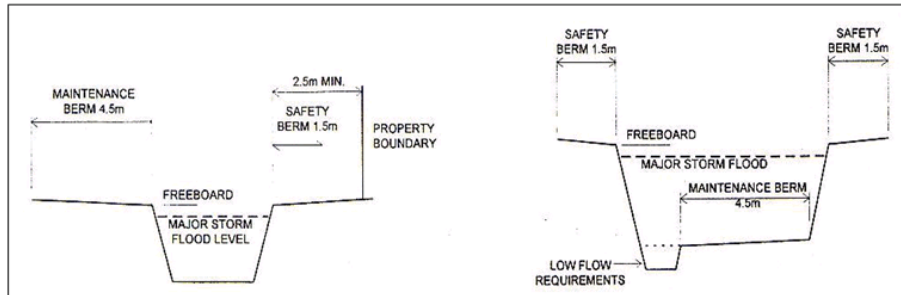 MAINTENANCE
BERM 4.5m
2.5m MIN.
SAFETY
BERM 1.5m
PROPERTY
BOUNDARY
FREEBOARD
MAJOR STORM
FLOOD LEVEL
SAFETY
BERM 1.5m
SAFETY
BERM 1.5m
FREEBOARD
MAJOR STORM FLOOD
MAINTENANCE BERM
4.5m
LOW FLOW
REQUIREMENTS